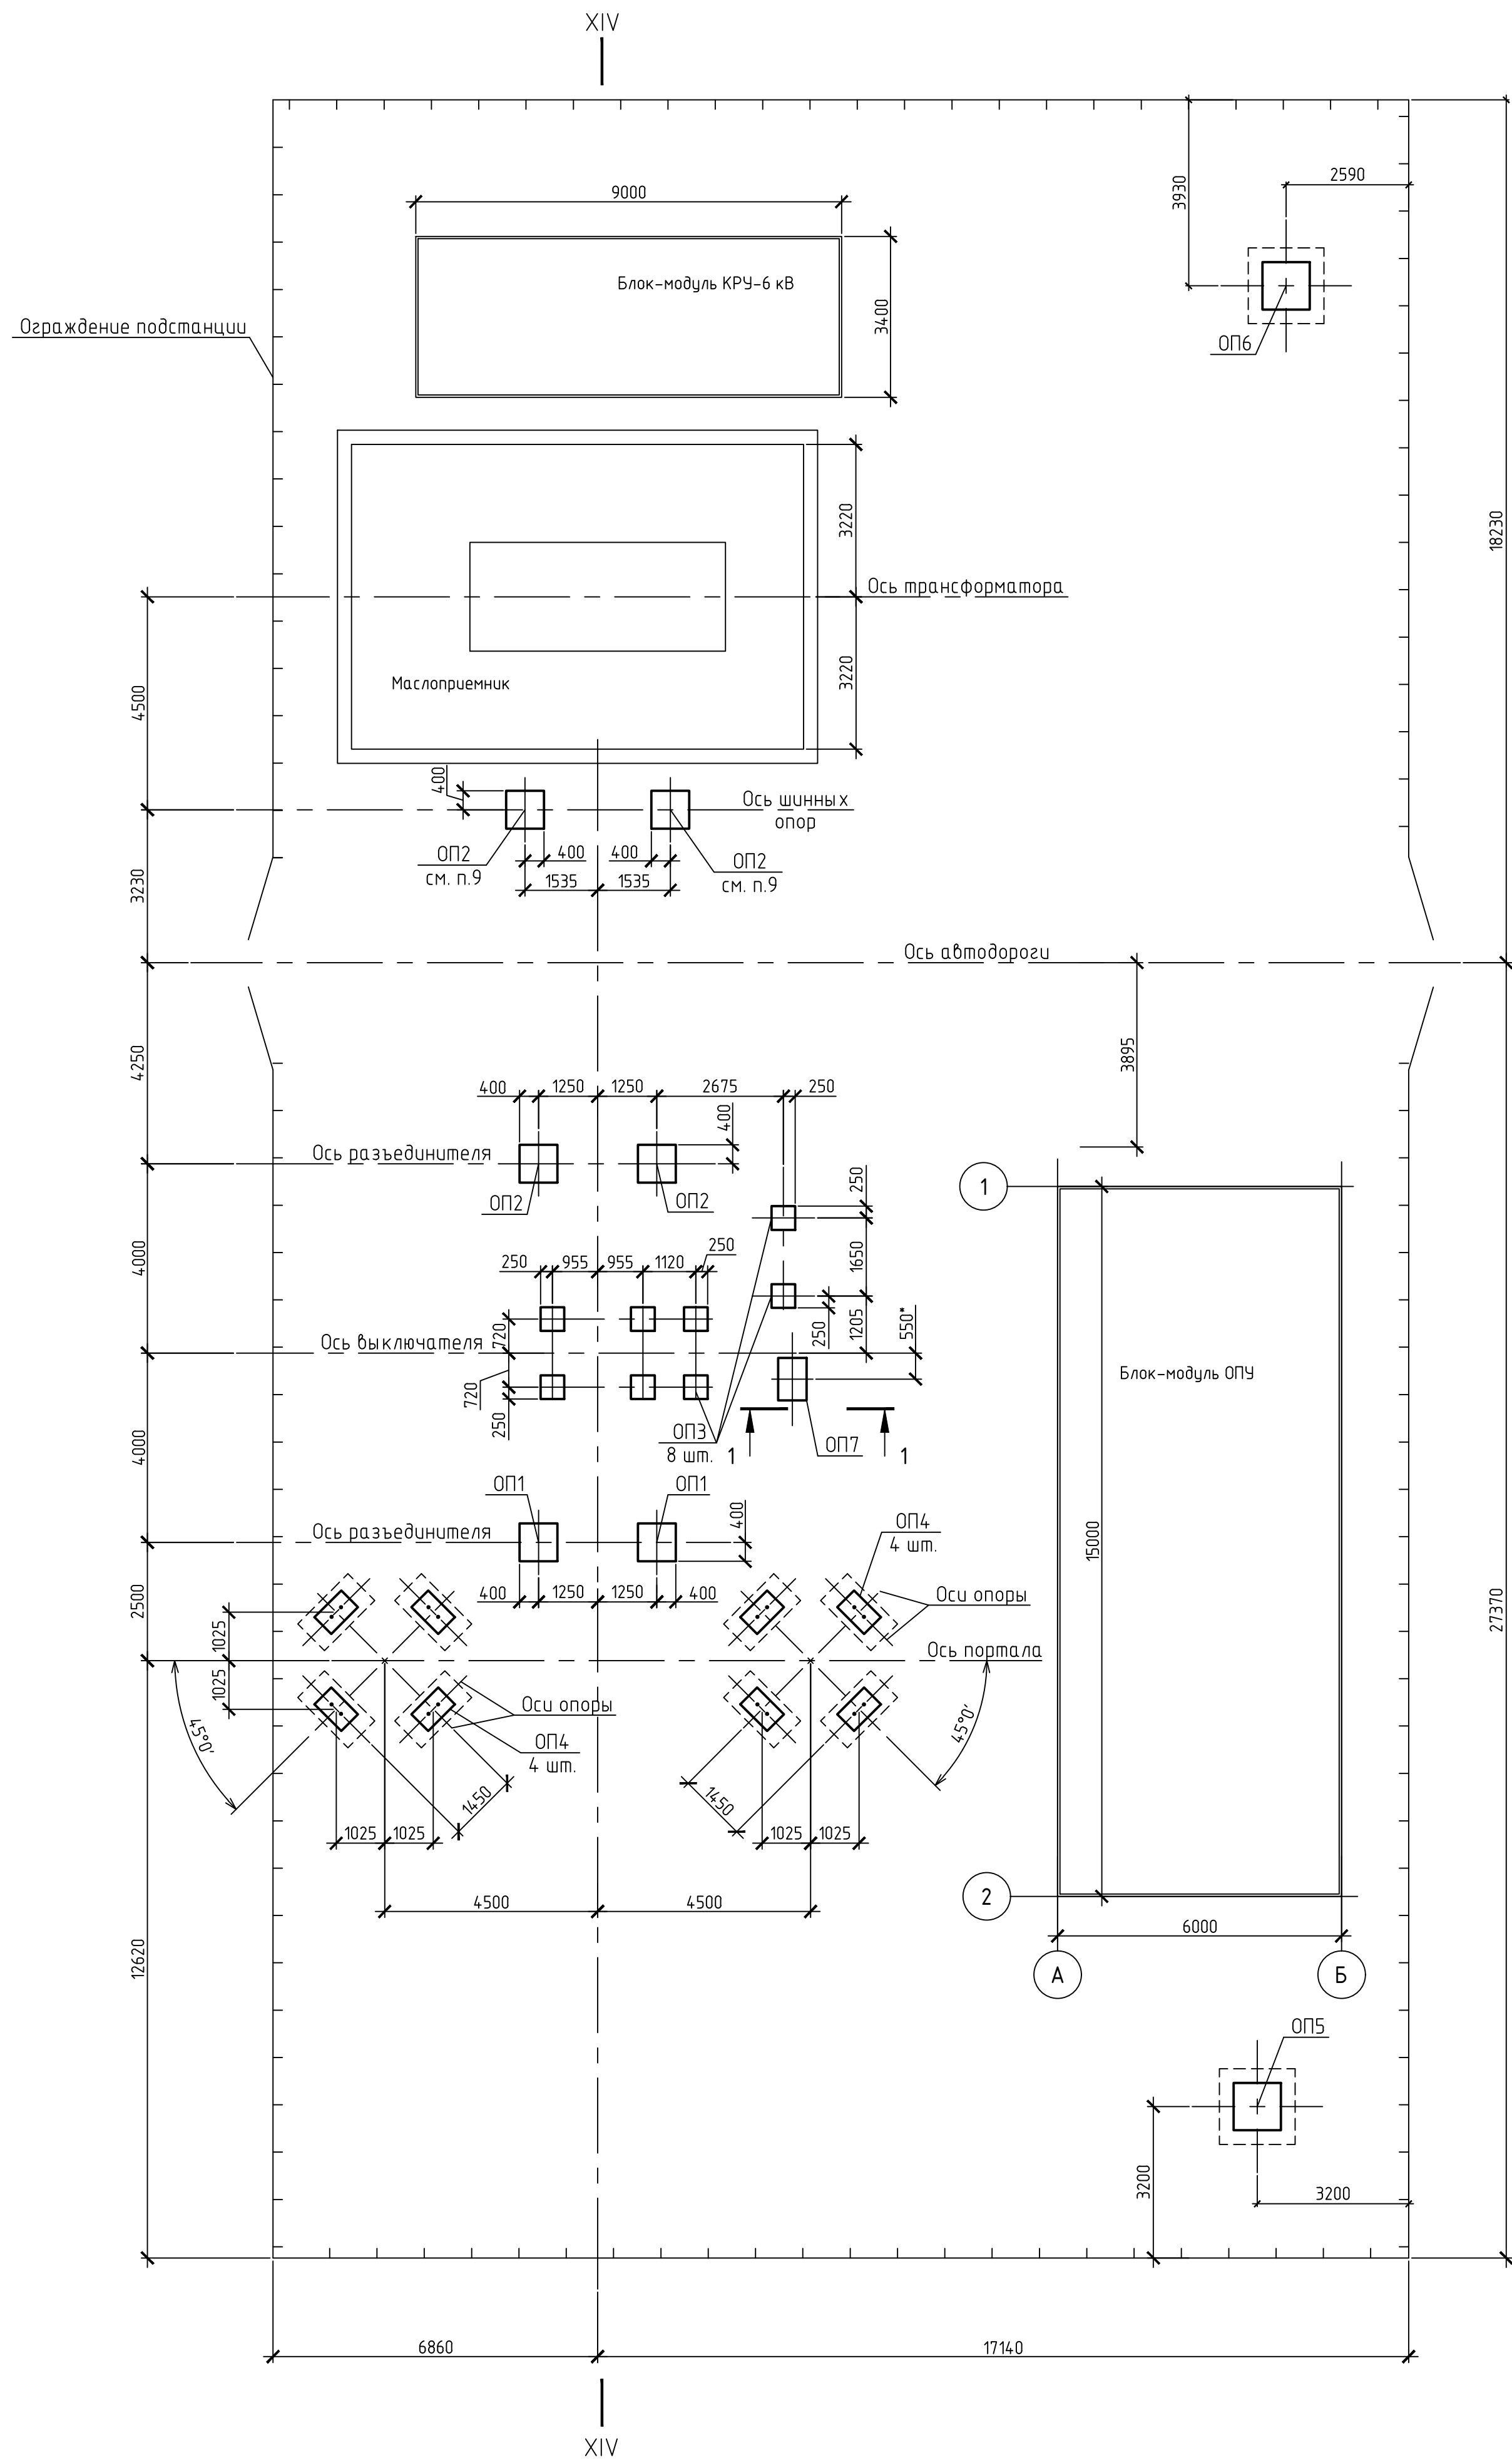 XIV
9000
3930
2590
Блок-модуль КРУ-6 кВ
3400
Ограждение подстанции
ОП6
3220
18230
Ось трансформатора
3220
Маслоприемник
4500
400
Ось шинных
опор
ОП2
см. п.9
400
400
ОП2
см. п.9
1535
1535
3230
Ось автодороги
3895
4250
400
1250
1250
2675
250
400
Ось разъединителя
ОП2
ОП2
250
1
4000
250
955
955
1120
250
1650
720
250
1205
550*
Ось выключателя
720
250
Блок-модуль ОПУ
ОП3
8 шт.
1
ОП7
1
4000
ОП1
ОП1
400
Ось разъединителя
ОП4
4 шт.
15000
2500
400
1250
1250
400
Оси опоры
27370
1025
Ось портала
1025
Оси опоры
45°0'
45°0'
ОП4
4 шт.
1450
1450
1025
1025
1025
1025
4500
4500
2
6000
12620
А
Б
ОП5
3200
3200
6860
17140
XIV